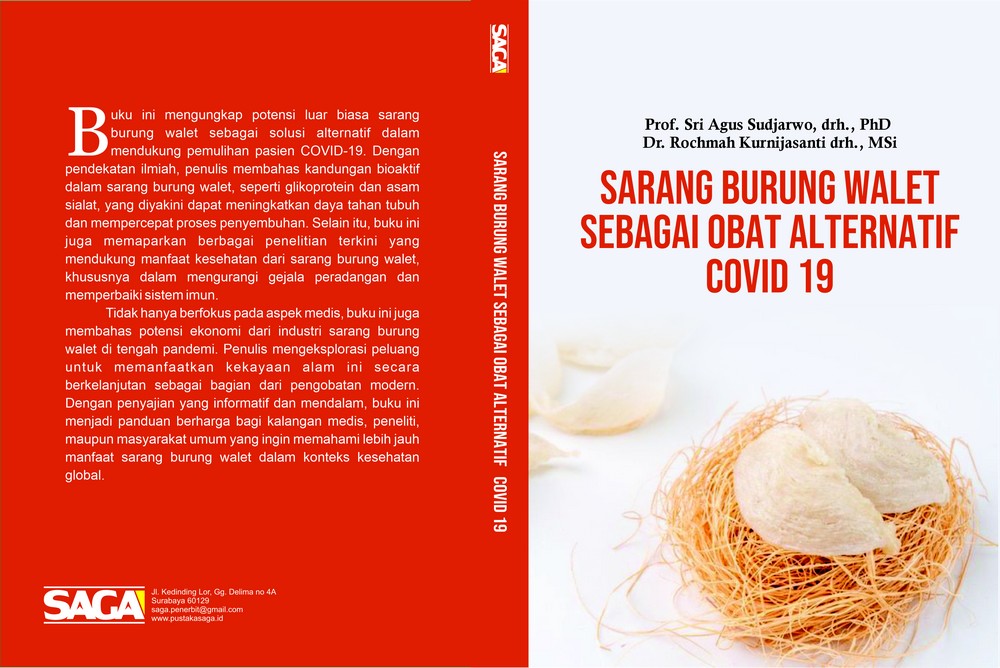 Buku ini mengungkap potensi luar biasa sarang
burung walet sebagai solusi alternatif dalam
mendukung pemulihan pasien COVID-19. Dengan
pendekatan ilmiah, penulis membahas kandungan bioaktif
dalam sarang burung walet, seperti glikoprotein dan asam
sialat, yang diyakini dapat meningkatkan daya tahan tubuh
dan mempercepat proses penyembuhan. Selain itu, buku ini
juga memaparkan berbagai penelitian terkini yang
mendukung manfaat kesehatan dari sarang burung walet,
khususnya dalam mengurangi gejala peradangan dan
memperbaiki sistem imun.
Tidak hanya berfokus pada aspek medis, buku ini juga
membahas potensi ekonomi dari industri sarang burung
walet di tengah pandemi. Penulis mengeksplorasi peluang
untuk memanfaatkan kekayaan alam ini secara
berkelanjutan sebagai bagian dari pengobatan modern.
Dengan penyajian yang informatif dan mendalam, buku ini
menjadi panduan berharga bagi kalangan medis, peneliti,
maupun masyarakat umum yang ingin memahami lebih jauh
manfaat sarang burung walet dalam konteks kesehatan
global.
SAGA
Jl. Kedinding Lor, Gg. Delima no 4A
Surabaya 60129
saga.penerbit@gmail.com
www.pustakasaga.id
SAGA
SARANG BURUNG WALET SEBAGAI OBAT ALTERNATIF COVID 19
Prof. Sri Agus Sudjarwo, drh., PhD
Dr. Rochmah Kurnijasanti drh., MSi
SARANG BURUNG WALET
SEBAGAI OBAT ALTERNATIF
COVID 19